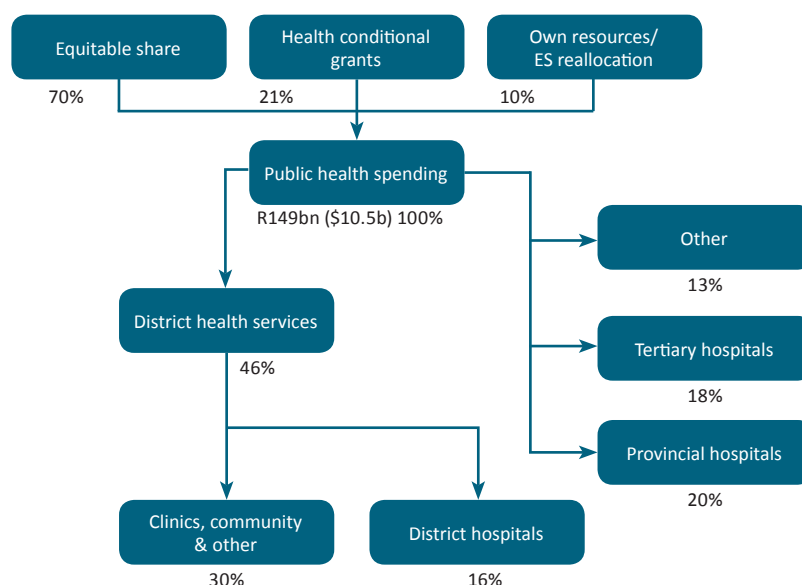 Equitable share
Health conditional
grants
Own resources/
ES reallocation
70%
21%
10%
Public health spending
R149bn ($10.5b) 100%
Other
13%
District health services
46%
Tertiary hospitals
18%
Provincial hospitals
20%
Clinics, community
& other
30%
District hospitals
16%